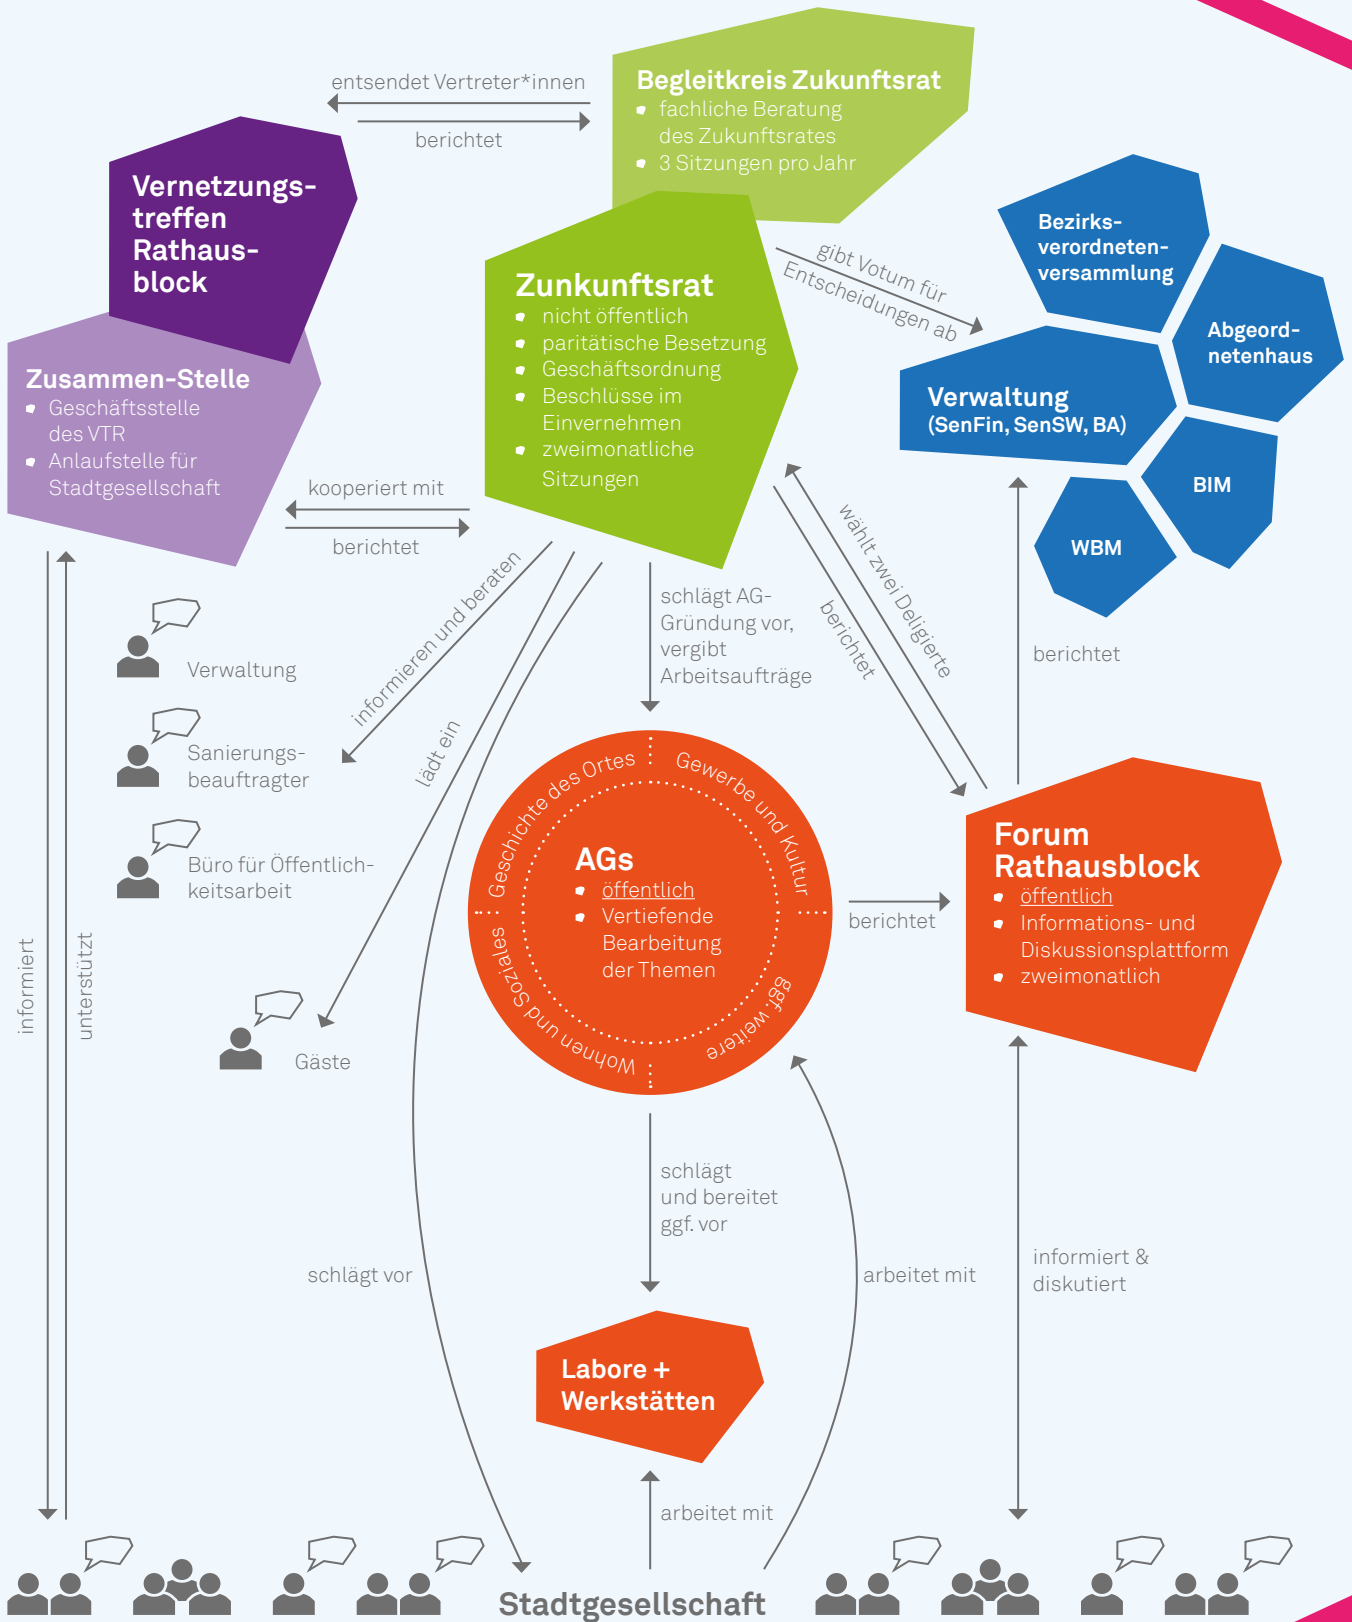 entsendet Vertreter*innen
berichtet
Begleitkreis Zukunftsrat
fachliche Beratung
des Zukunftsrates
3 Sitzungen pro Jahr
Vernetzungs-
treffen
Rathaus-
block
Zusammen-Stelle
Geschäftsstelle
des VTR
Anlaufstelle für
Stadtgesellschaft
Zunkunftsrat
nicht öffentlich
paritätische Besetzung
Geschäftsordnung
Beschlüsse im
Einvernehmen
zweimonatliche
Sitzungen
gibt Votum für
Entscheidungen ab
Bezirks-
verordneten-
versammlung
Abgeord-
netenhaus
Verwaltung
(SenFin, SenSW, BA)
BIM
WBM
kooperiert mit
berichtet
informieren und beraten
lädt ein
schlägt AG-
Gründung vor,
vergibt
Arbeitsaufträge
wählt zwei Deligierte
berichtet
berichtet
Verwaltung
Sanierungs-
beauftragter
Büro für Öffentlich-
keitsarbeit
Gäste
informiert
unterstützt
Geschichte des Ortes
Gewerbe und Kultur
Wohnen und Soziales
ggf. weitere
AGs
öffentlich
Vertiefende
Bearbeitung
der Themen
berichtet
Forum
Rathausblock
öffentlich
Informations- und
Diskussionsplattform
zweimonatlich
schlägt
und bereitet
ggf. vor
schlägt vor
arbeitet mit
informiert &
diskutiert
Labore +
Werkstätten
arbeitet mit
Stadtgesellschaft